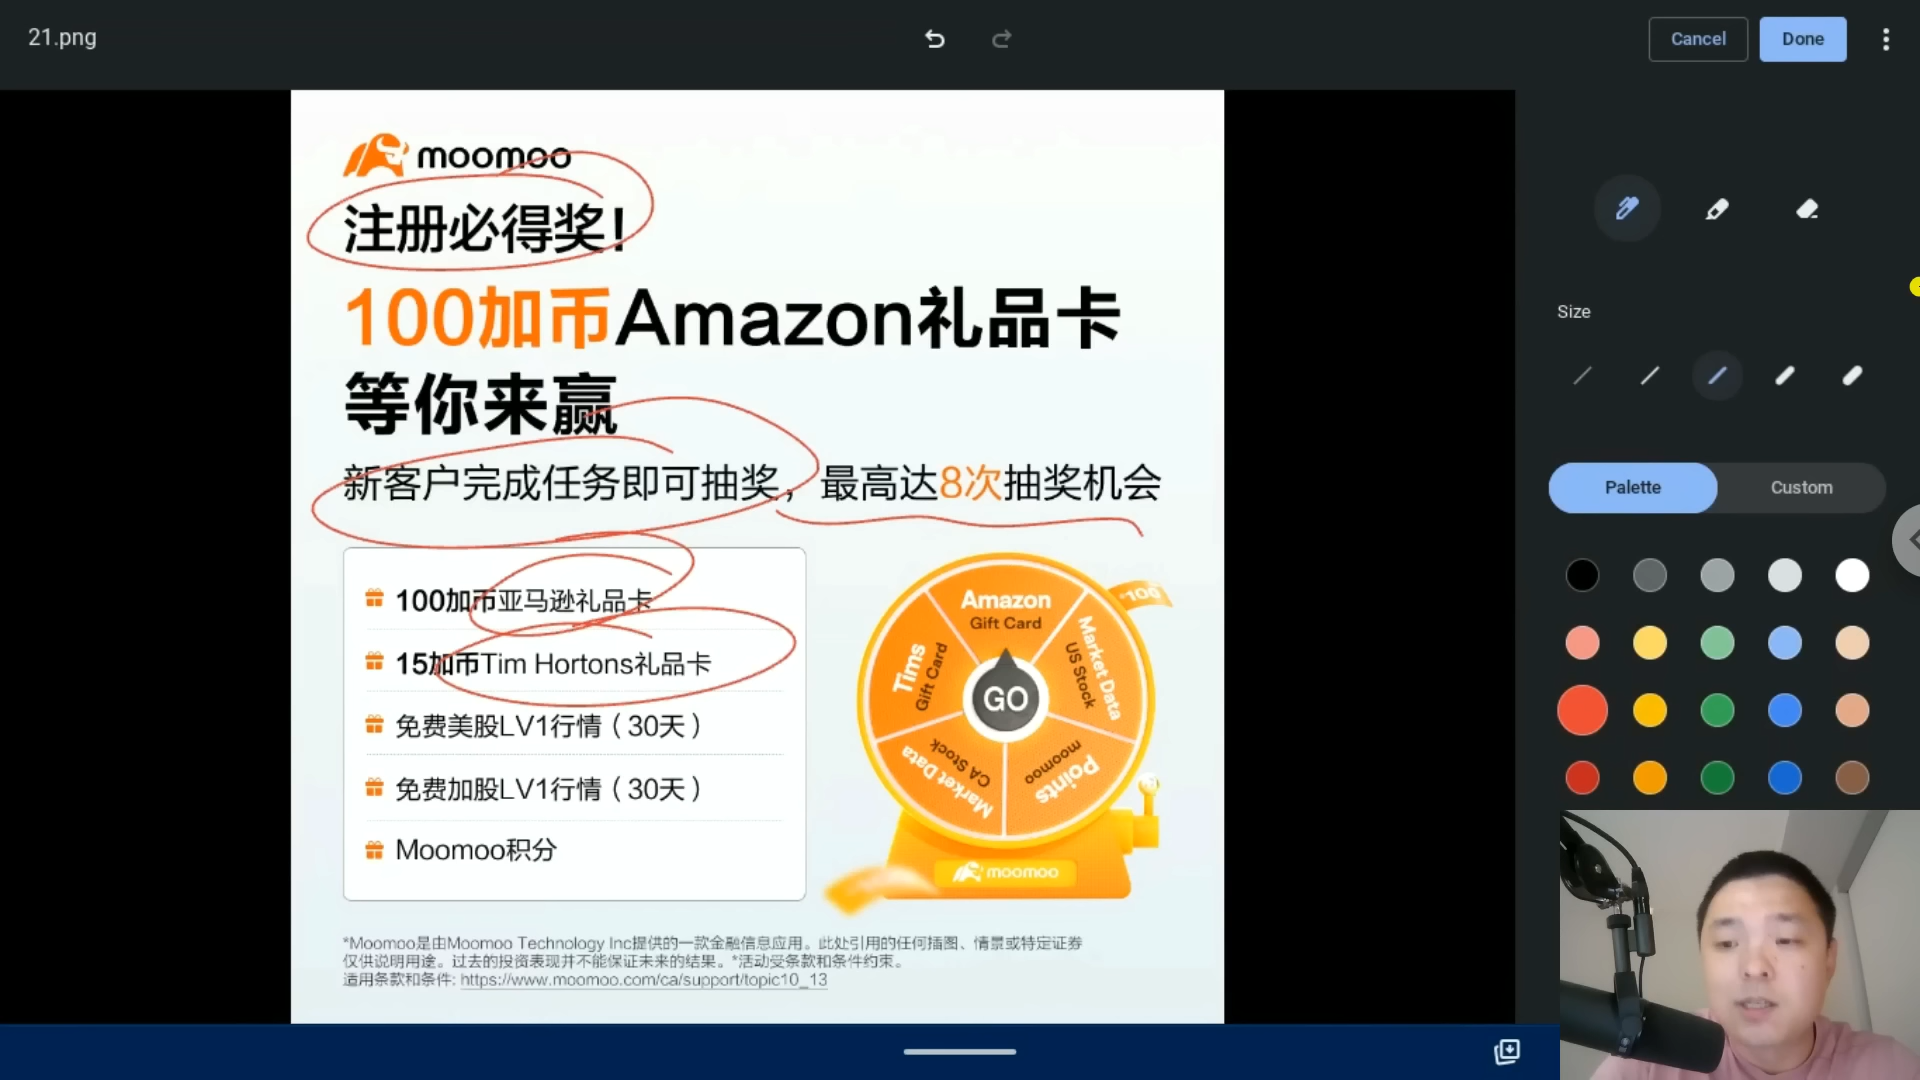 21.png
Cancel
Done
moomoo
注册必得奖!
100加币Amazon礼品卡
等你来赢
新客户完成任务即可抽奖，最高达8次抽奖机会
100加币亚马逊礼品卡
15加币Tim Hortons礼品卡
免费美股LV1行情（30天）
免费加股LV1行情（30天）
Moomoo积分
$100
Amazon
Gift Card
Market Data
US Stock
Points
moomoo
Market Data
CA Stock
Tims
Gift Card
GO
moomoo
*Moomoo是由Moomoo Technology Inc提供的一款金融信息应用。此处引用的任何插图、情景或特定证券
仅供说明用途。过去的投资表现并不能保证未来的结果。*活动受条款和条件约束。
适用条款和条件: https://www.moomoo.com/ca/support/topic10_13
Size
Palette
Custom